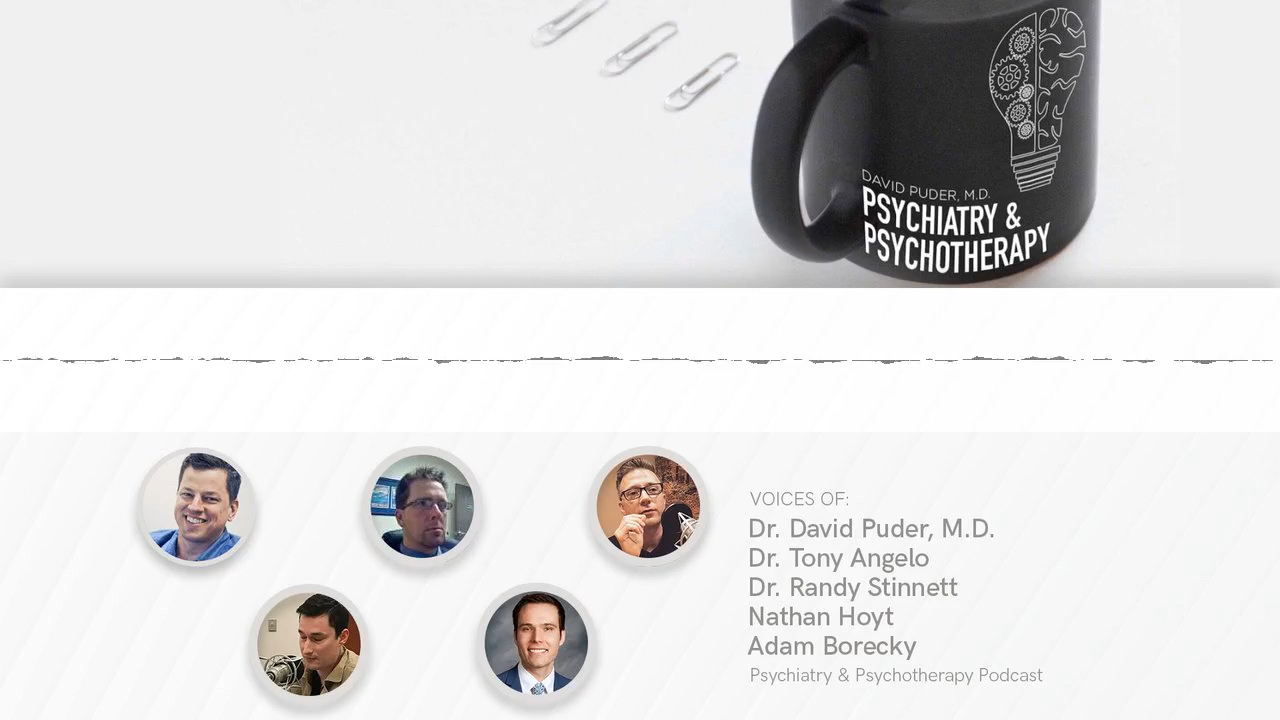 DAVID PUDER, M.D.
PSYCHIATRY &
PSYCHOTHERAPY
VOICES OF:
Dr. David Puder, M.D.
Dr. Tony Angelo
Dr. Randy Stinnett
Nathan Hoyt
Adam Borecky
Psychiatry & Psychotherapy Podcast